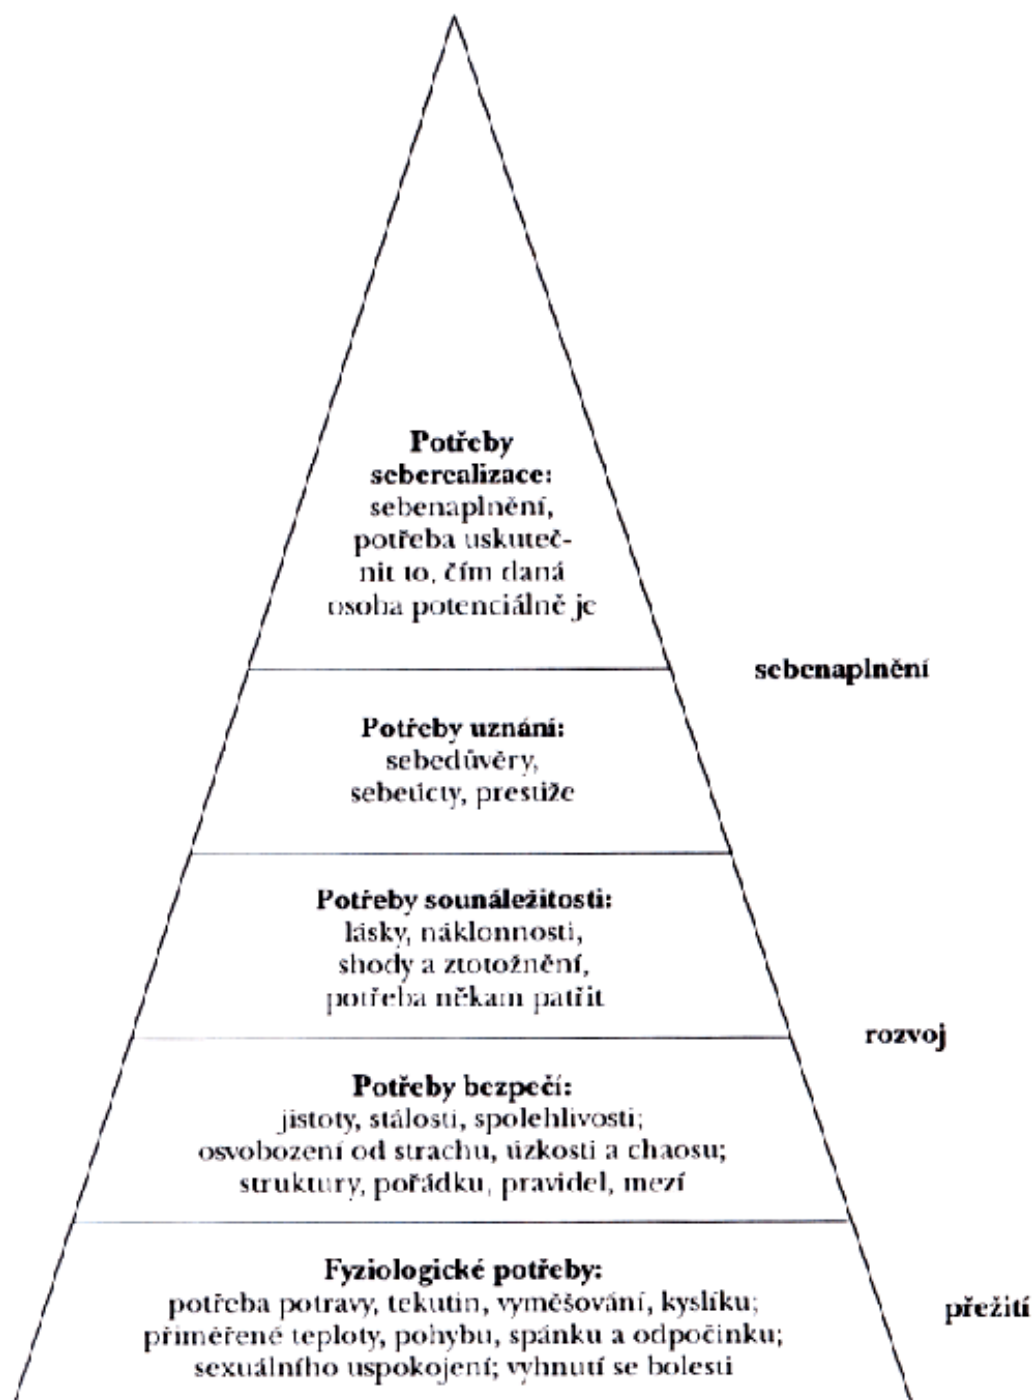 Potřeby
seberealizace:
sebenaplnění,
potřeba uskuteč-
nit to, čím daná
osoba potenciálně je
sebenaplnění
Potřeby uznání:
sebedůvěry,
sebeúcty, prestiže
Potřeby sounáležitosti:
lásky, náklonnosti,
shody a ztotožnění,
potřeba někam patřit
rozvoj
Potřeby bezpečí:
jistoty, stálosti, spolehlivosti;
osvobození od strachu, úzkosti a chaosu;
struktury, pořádku, pravidel, mezí
Fyziologické potřeby:
potřeba potravy, tekutin, vyměšování, kyslíku;
přiměřené teploty, pohybu, spánku a odpočinku;
sexuálního uspokojení; vyhnutí se bolesti
přežití